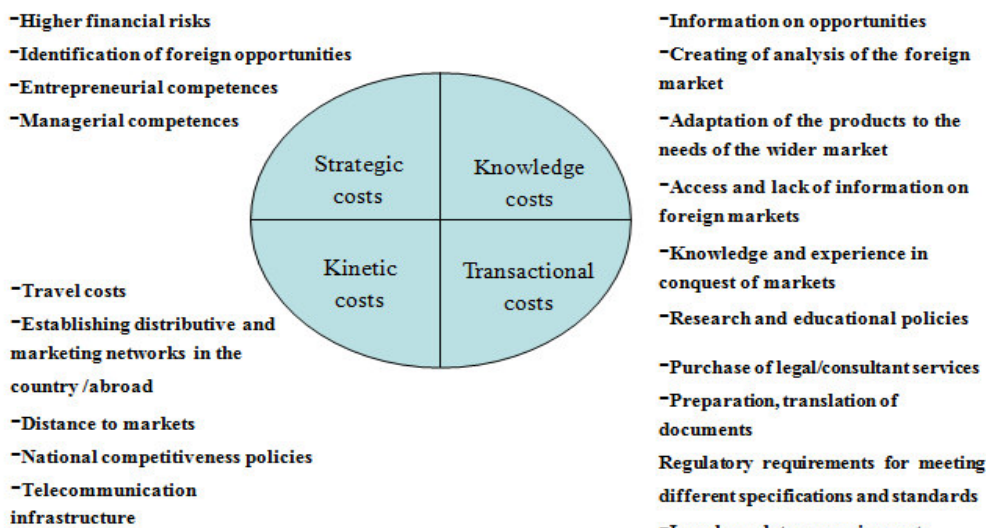 -Higher financial risks
-Identification of foreign opportunities
-Entrepreneurial competences
-Managerial competences
Strategic
costs
Knowledge
costs
Kinetic
costs
Transactional
costs
-Travel costs
-Establishing distributive and
marketing networks in the
country /abroad
-Distance to markets
-National competitiveness policies
-Telecommunication
infrastructure
-Information on opportunities
-Creating of analysis of the foreign
market
-Adaptation of the products to the
needs of the wider market
-Access and lack of information on
foreign markets
-Knowledge and experience in
conquest of markets
-Research and educational policies
-Purchase of legal/consultant services
-Preparation, translation of
documents
Regulatory requirements for meeting
different specifications and standards